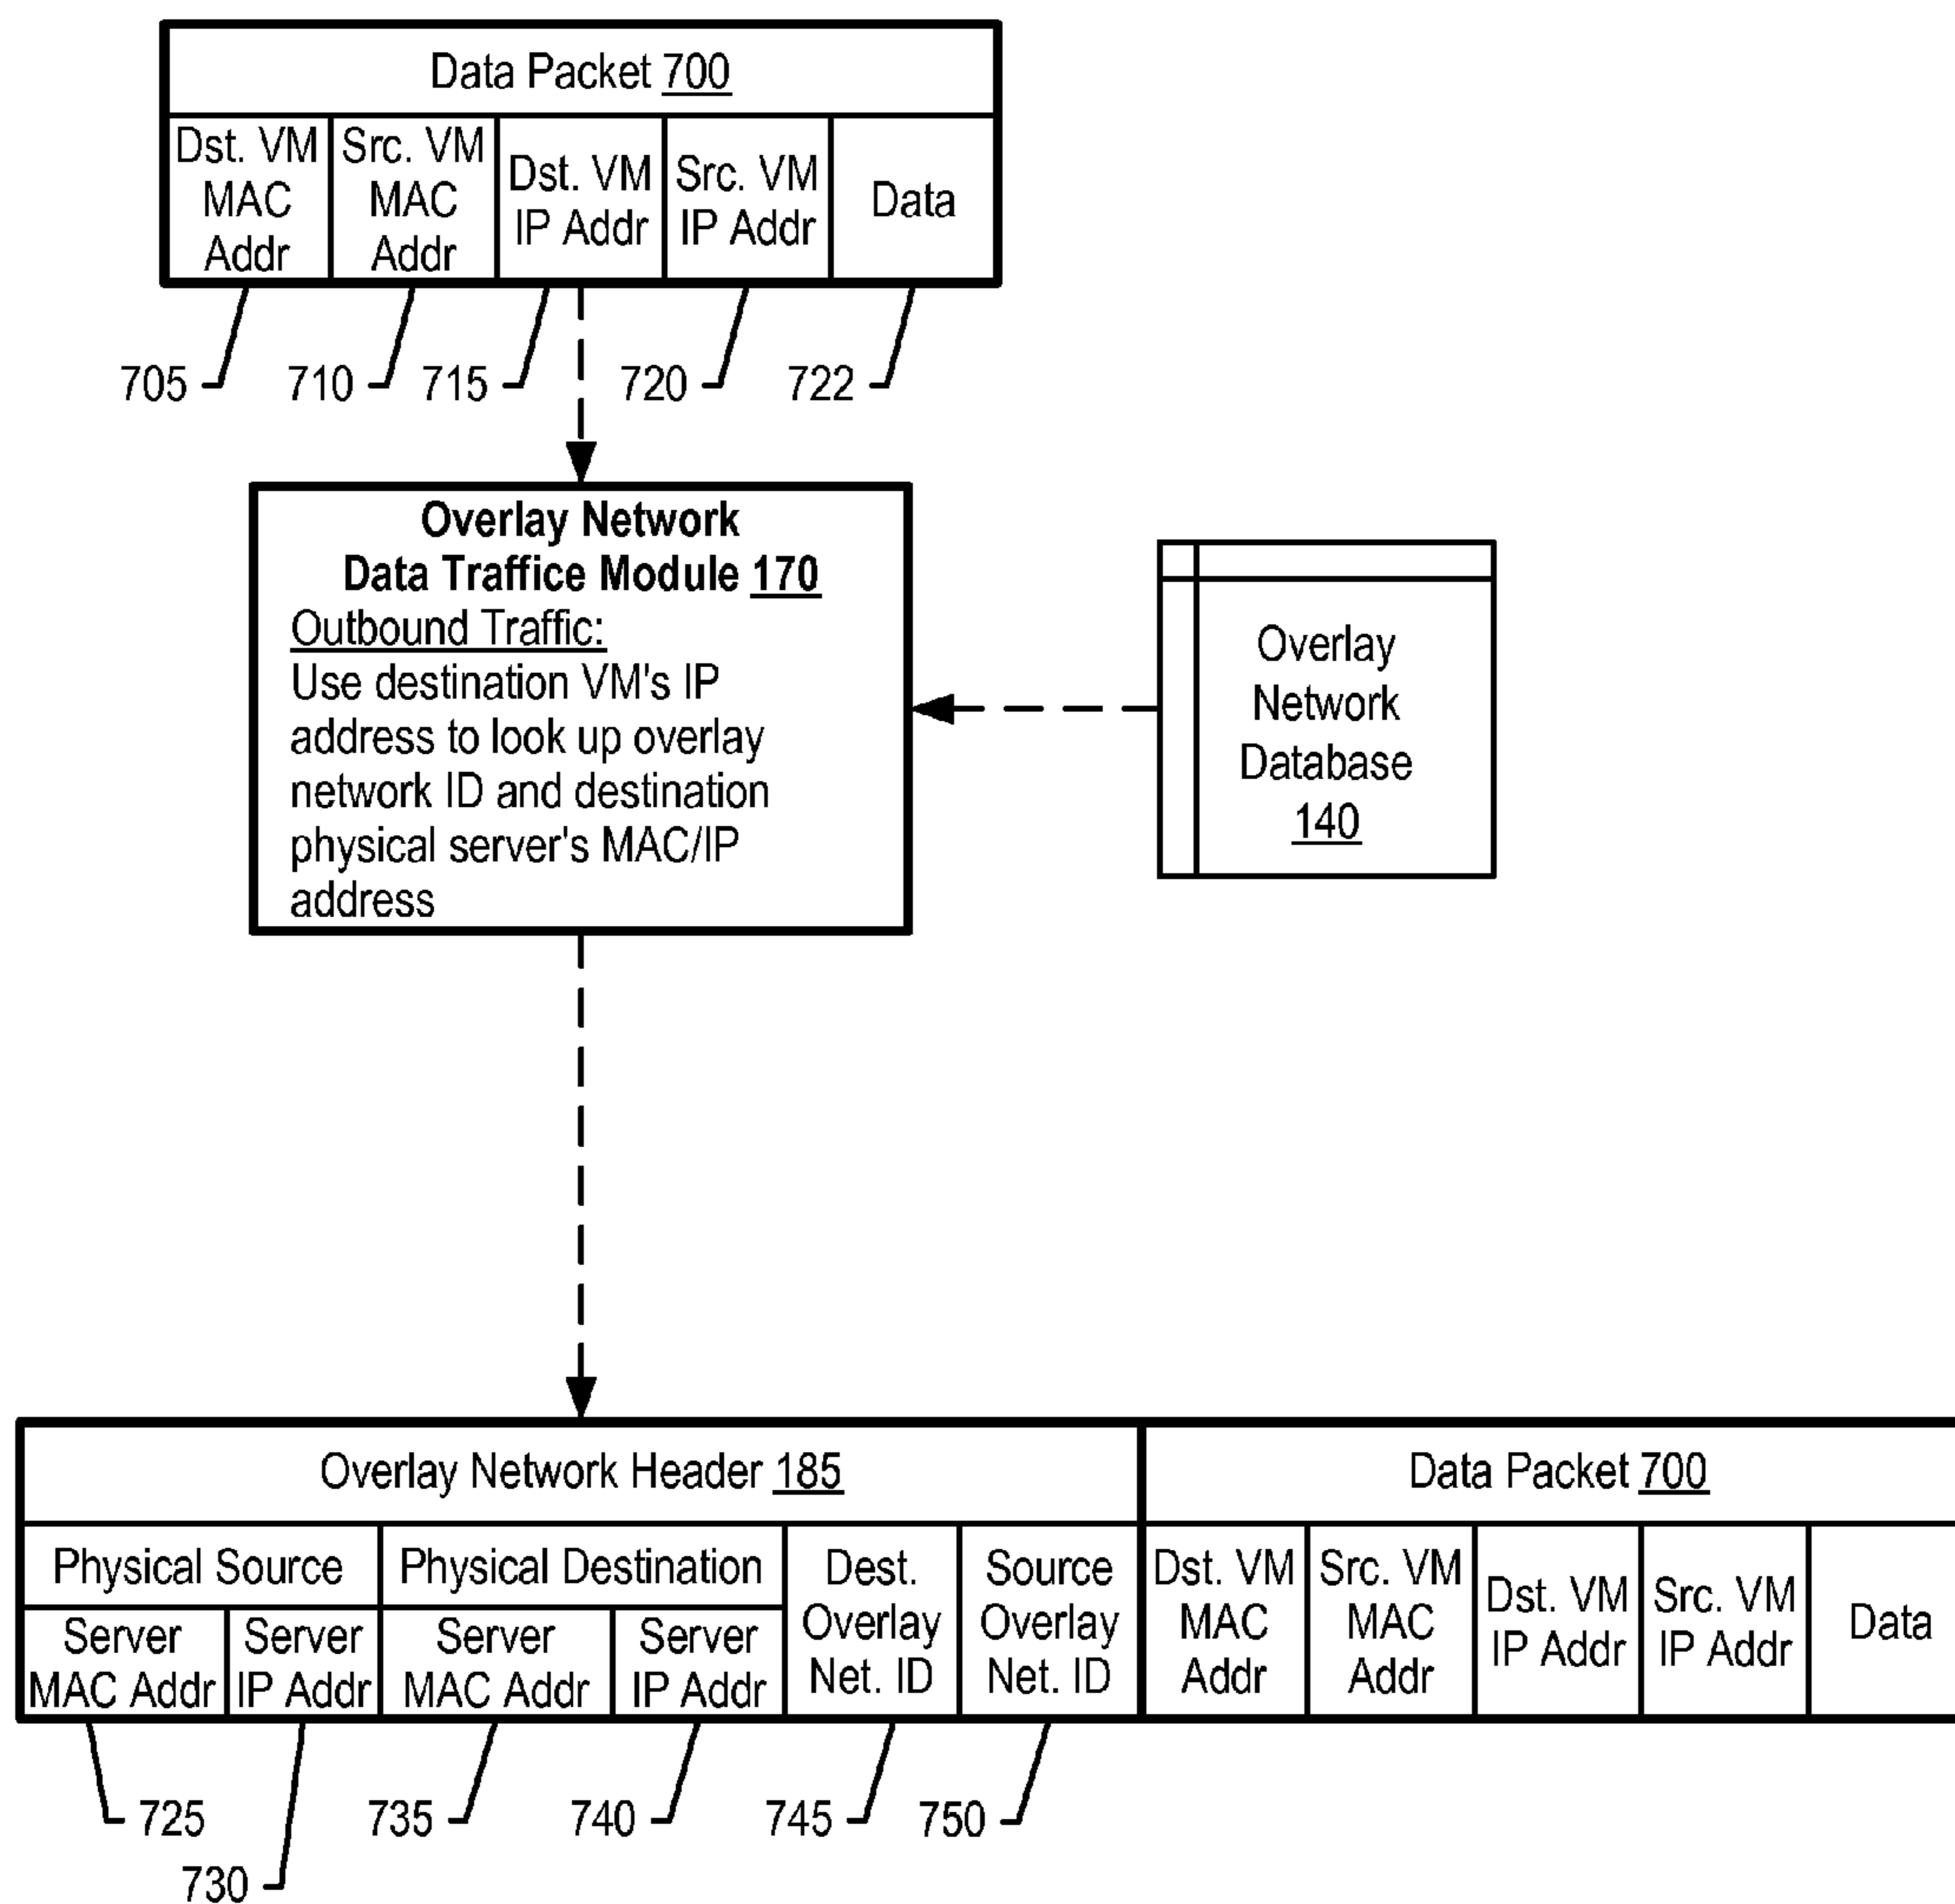 Data Packet 700
Dst. VM
MAC
Addr
Src. VM
MAC
Addr
Dst. VM
IP Addr
Src. VM
IP Addr
Data
705
710
715
720
722
Overlay Network
Data Traffice Module 170
Outbound Traffic:
Use destination VM's IP
address to look up overlay
network ID and destination
physical server's MAC/IP
address
Overlay
Network
Database
140
Overlay Network Header 185
Data Packet 700
Physical Source
Physical Destination
Server
MAC Addr
Server
IP Addr
Server
MAC Addr
Server
IP Addr
Dest.
Overlay
Net. ID
Source
Overlay
Net. ID
Dst. VM
MAC
Addr
Src. VM
MAC
Addr
Dst. VM
IP Addr
Src. VM
IP Addr
Data
725
730
735
740
745
750